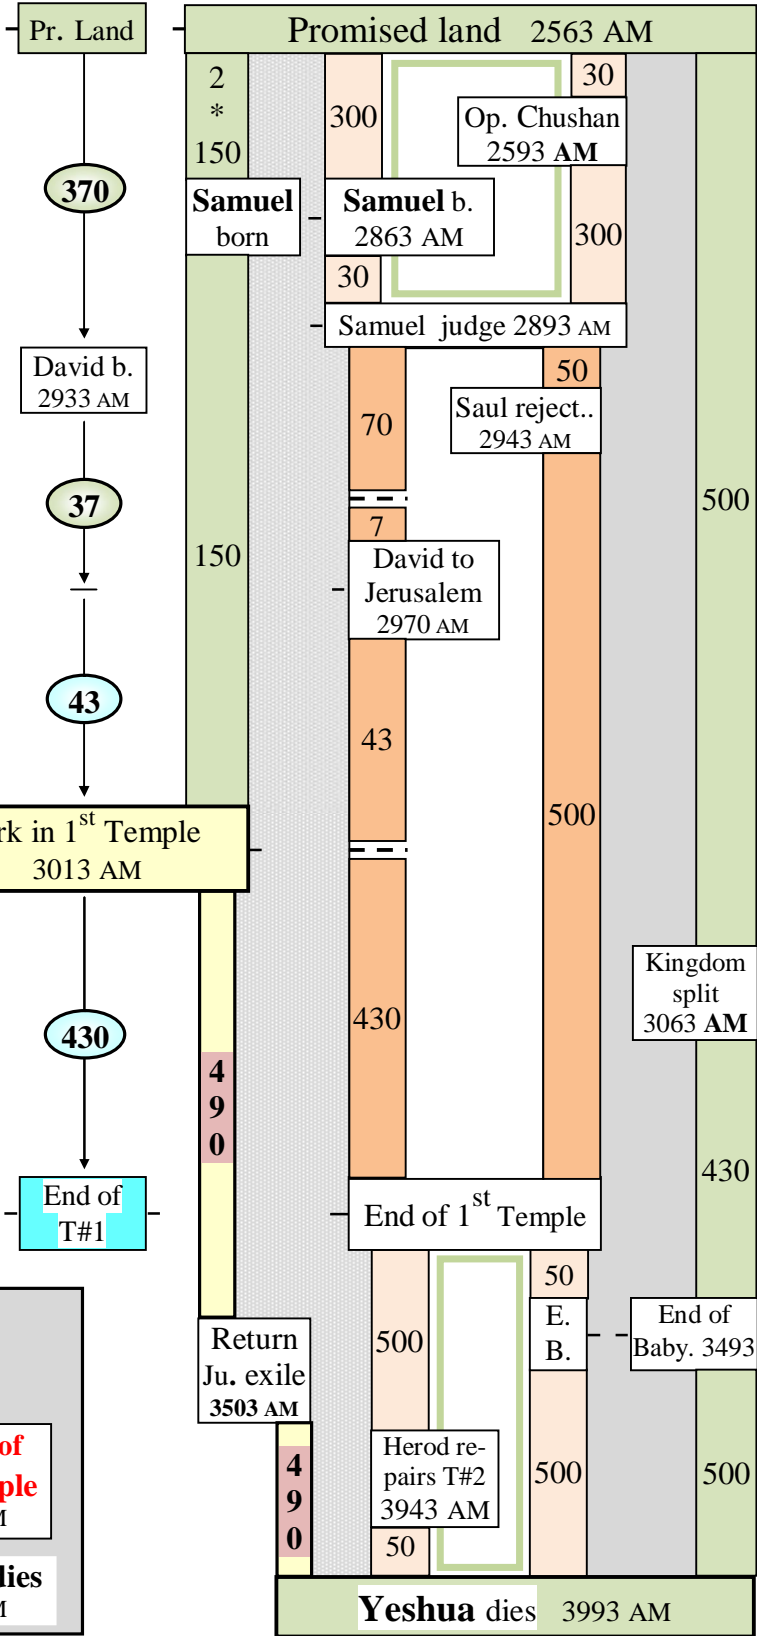 Pr. Land
Promised land 2563 AM
2
*
150
300
30
Op. Chushan
2593 AM
370
Samuel
born
Samuel b.
2863 AM
300
30
Samuel judge 2893 AM
David b.
2933 AM
50
Saul reject..
2943 AM
70
37
500
7
150
David to
Jerusalem
2970 AM
43
43
500
rk in 1st Temple
3013 AM
Kingdom
split
3063 AM
430
430
4
9
0
430
End of
T#1
End of 1st Temple
50
500
E.
B.
End of
Baby. 3493
Return
Ju. exile
3503 AM
of
ple
M
Herod re-
pairs T#2
3943 AM
4
9
0
500
500
50
dies
M
Yeshua dies 3993 AM